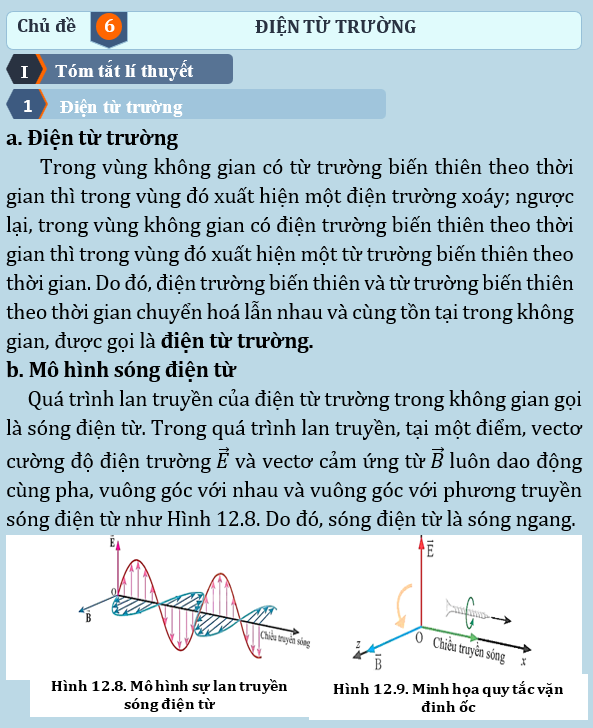 Chủ đề 6 ĐIỆN TỪ TRƯỜNG
I Tóm tắt lí thuyết
1 Điện từ trường
a. Điện từ trường
Trong vùng không gian có từ trường biến thiên theo thời
gian thì trong vùng đó xuất hiện một điện trường xoáy; ngược
lại, trong vùng không gian có điện trường biến thiên theo thời
gian thì trong vùng đó xuất hiện một từ trường biến thiên theo
thời gian. Do đó, điện trường biến thiên và từ trường biến thiên
theo thời gian chuyển hoá lẫn nhau và cùng tồn tại trong không
gian, được gọi là điện từ trường.
b. Mô hình sóng điện từ
Quá trình lan truyền của điện từ trường trong không gian gọi
là sóng điện từ. Trong quá trình lan truyền, tại một điểm, vectơ
cường độ điện trường E⃗ và vectơ cảm ứng từ B⃗ luôn dao động
cùng pha, vuông góc với nhau và vuông góc với phương truyền
sóng điện từ như Hình 12.8. Do đó, sóng điện từ là sóng ngang.
E⃗
O
B⃗
Chiều truyền sóng
Hình 12.8. Mô hình sự lan truyền
sóng điện từ
E⃗
z
B⃗
O
Chiều truyền sóng
x
Hình 12.9. Minh họa quy tắc vặn
đinh ốc